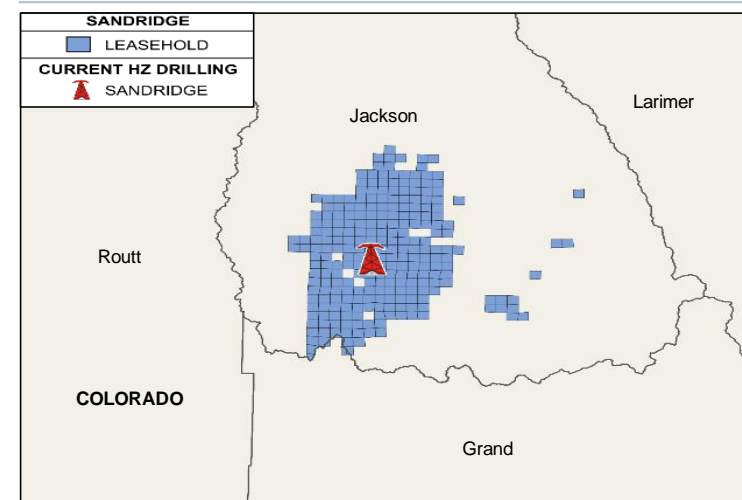 SANDRIDGE
LEASEHOLD
CURRENT HZ DRILLING
SANDRIDGE
Jackson
Larimer
Routt
COLORADO
Grand